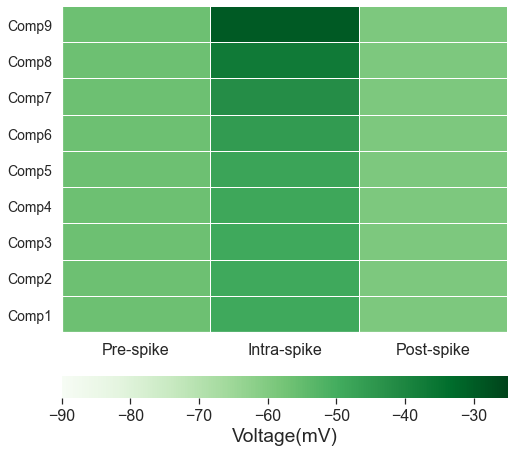 Comp9
Comp8
Comp7
Comp6
Comp5
Comp4
Comp3
Comp2
Comp1
Pre-spike Intra-spike Post-spike
−90 −80 −70 −60 −50 −40 −30
Voltage(mV)